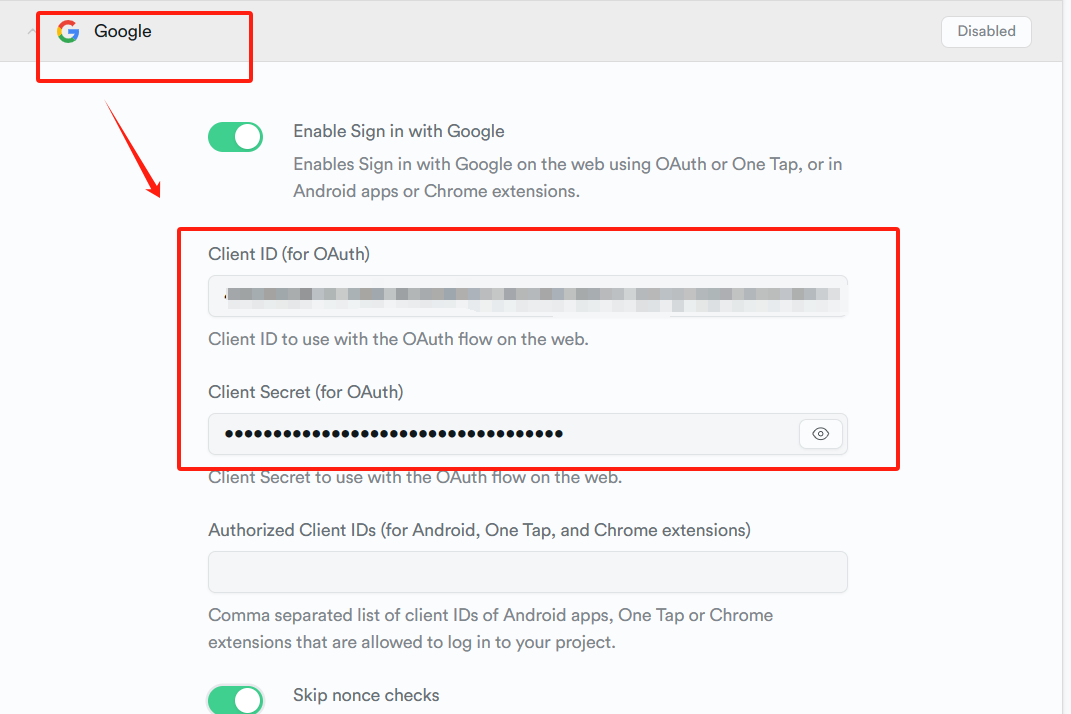 Google
Disabled
Enable Sign in with Google
Enables Sign in with Google on the web using OAuth or One Tap, or in
Android apps or Chrome extensions.
Client ID (for OAuth)
Client ID to use with the OAuth flow on the web.
Client Secret (for OAuth)
••••••••••••••••••••••••••••••••••
Client Secret to use with the OAuth flow on the web.
Authorized Client IDs (for Android, One Tap, and Chrome extensions)
Comma separated list of client IDs of Android apps, One Tap or Chrome
extensions that are allowed to log in to your project.
Skip nonce checks